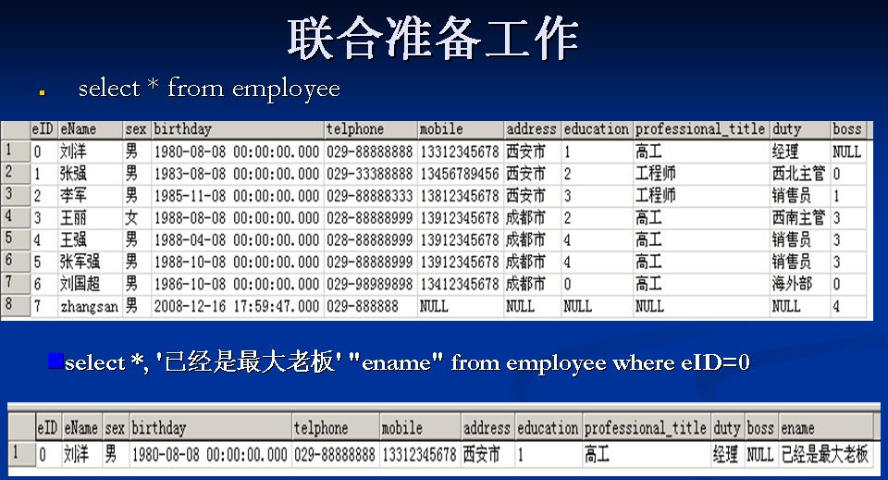 联合准备工作
select * from employee
eID eName sex birthday telphone mobile address education professional_title duty boss
1 0 刘洋 男 1980-08-08 00:00:00.000 029-88888888 13312345678 西安市 1 高工 经理 NULL
2 1 张强 男 1983-08-08 00:00:00.000 029-33388888 13456789456 西安市 2 工程师 西北主管 0
3 2 李军 男 1985-11-08 00:00:00.000 029-88888333 13812345678 西安市 3 工程师 销售员 1
4 3 王丽 女 1988-08-08 00:00:00.000 028-88888999 13912345678 成都市 2 高工 西南主管 3
5 4 王强 男 1988-04-08 00:00:00.000 028-88888999 13912345678 成都市 4 高工 销售员 3
6 5 张军强 男 1988-10-08 00:00:00.000 028-88888999 13912345678 成都市 4 高工 销售员 3
7 6 刘国超 男 1986-10-08 00:00:00.000 029-98989898 13412345678 成都市 0 高工 海外部 0
8 7 zhangsan 男 2008-12-16 17:59:47.000 029-888888 NULL NULL NULL NULL NULL 4
select *, '已经是最大老板' "ename" from employee where eID=0
eID eName sex birthday telphone mobile address education professional_title duty boss ename
1 0 刘洋 男 1980-08-08 00:00:00.000 029-88888888 13312345678 西安市 1 高工 经理 NULL 已经是最大老板